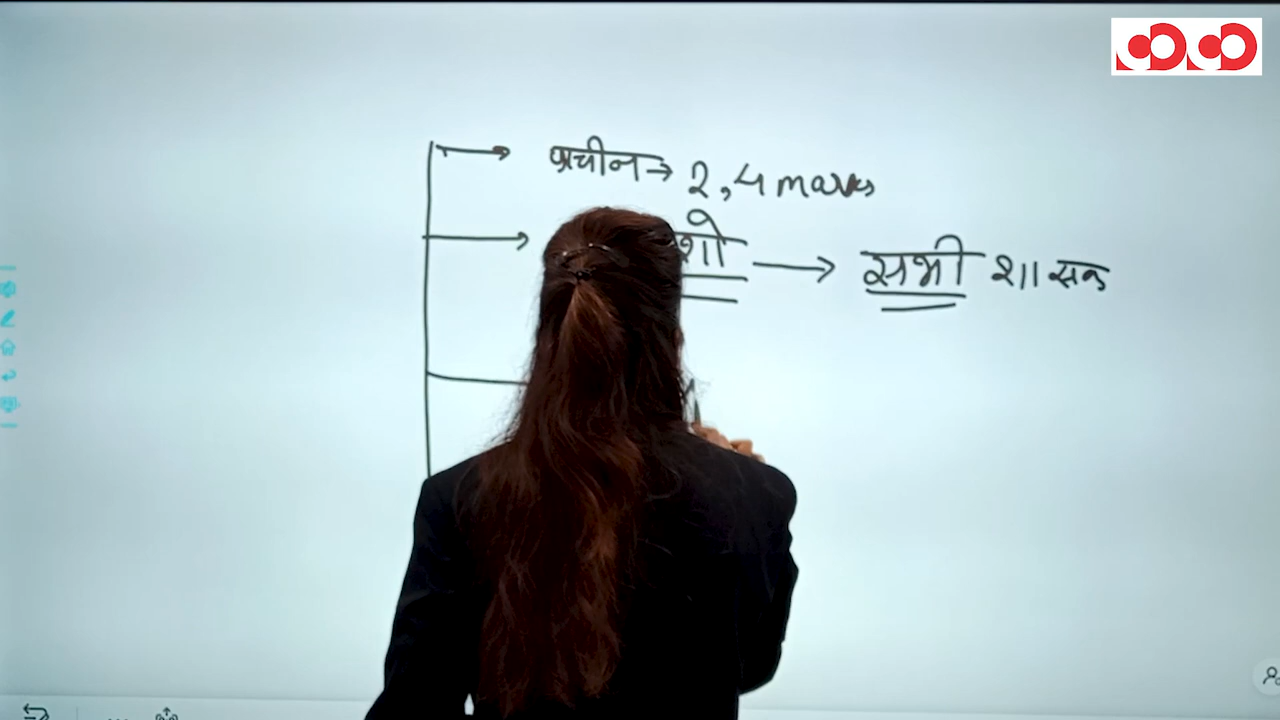 प्राचीन → 2, 4 marks
→ सभी शासक